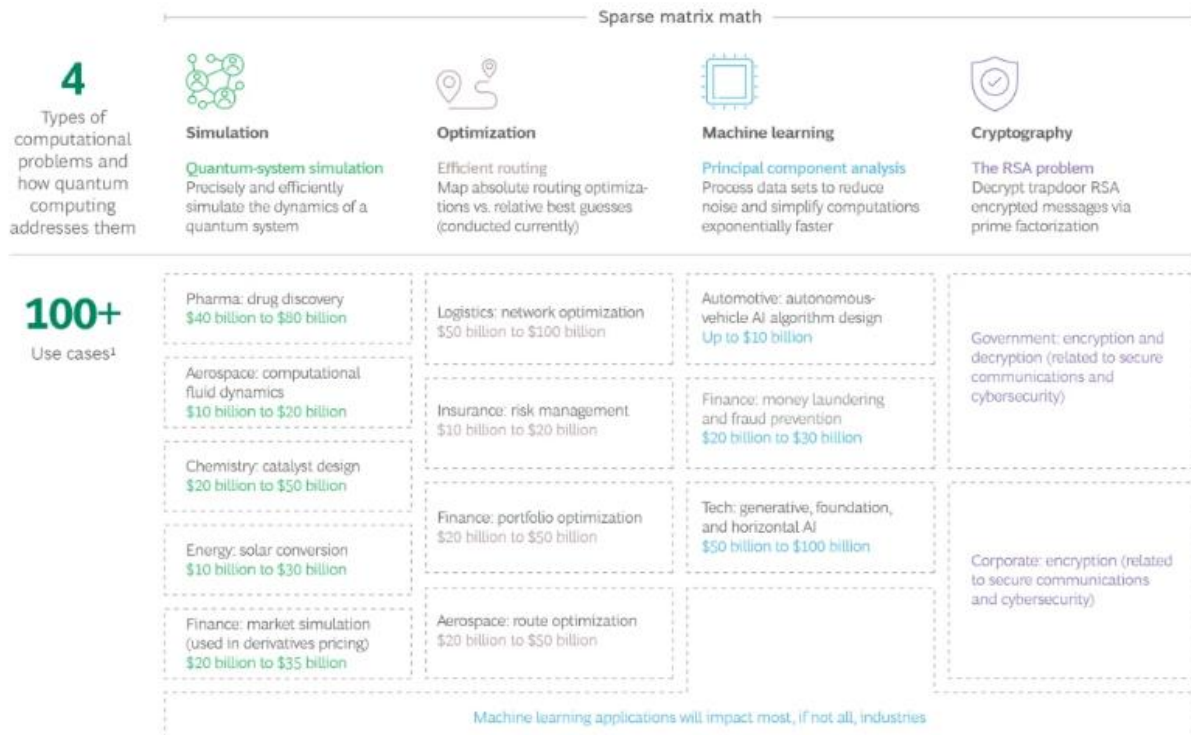 Sparse matrix math
4
Types of
computational
problems and
how quantum
computing
addresses them
Simulation
Quantum-system simulation
Precisely and efficiently
simulate the dynamics of a
quantum system
Optimization
Efficient routing
Map absolute routing optimiza-
tions vs. relative best guesses
(conducted currently)
Machine learning
Principal component analysis
Process data sets to reduce
noise and simplify computations
exponentially faster
Cryptography
The RSA problem
Decrypt trapdoor RSA
encrypted messages via
prime factorization
100+
Use cases¹
Pharma: drug discovery
$40 billion to $80 billion
Aerospace: computational
fluid dynamics
$10 billion to $20 billion
Chemistry: catalyst design
$20 billion to $50 billion
Energy: solar conversion
$10 billion to $30 billion
Finance: market simulation
(used in derivatives pricing)
$20 billion to $35 billion
Logistics: network optimization
$50 billion to $100 billion
Insurance: risk management
$10 billion to $20 billion
Finance: portfolio optimization
$20 billion to $50 billion
Aerospace: route optimization
$20 billion to $50 billion
Automotive: autonomous-
vehicle AI algorithm design
Up to $10 billion
Finance: money laundering
and fraud prevention
$20 billion to $30 billion
Tech: generative, foundation,
and horizontal AI
$50 billion to $100 billion
Government: encryption and
decryption (related to secure
communications and
cybersecurity)
Corporate: encryption (related
to secure communications
and cybersecurity)
Machine learning applications will impact most, if not all, industries